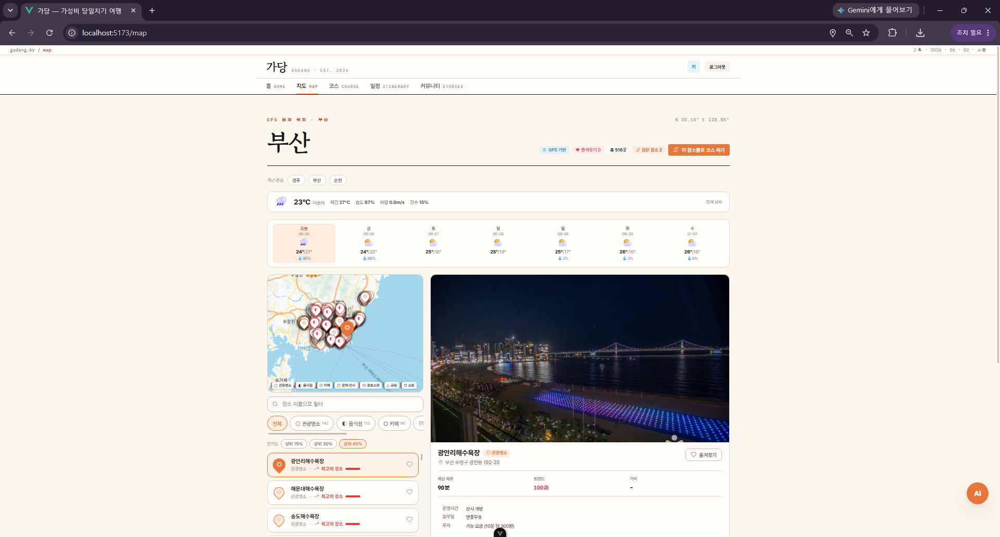 가당 — 가성비 당일치기 여행
Gemini에게 물어보기
localhost:5173/map
조치 필요
gadang.kr / map
기획 · 2026 · 06 · 02 · 서울
가당 GADANG · EST. 2026
카 로그아웃
홈 HOME 지도 MAP 코스 COURSE 일정 ITINERARY 커뮤니티 STORIES
GPS 현재 위치 · 부산
N 35.10° E 128.85°
부산
GPS 기반 즐겨찾기 0 총 516곳 담은 장소 2 이 장소들로 코스 짜기
최근·관심 경주 부산 순천
23°C 이슬비 체감 27°C 습도 87% 바람 0.8m/s 강수 15% 현재 날씨
오늘 금 토 일 월 화 수
06-25 06-26 06-27 06-28 06-29 06-30 07-01
24°/21° 24°/20° 25°/18° 25°/19° 25°/17° 26°/16° 26°/18°
90% 88% 2% 2% 8%
창원
가덕도
거제
관광명소 음식점 카페 문화·전시 포토스팟 공원 쇼핑
장소 이름으로 필터
전체 관광명소 142 음식점 113 카페 90
인기도 상위 15% 상위 30% 상위 45%
광안리해수욕장
관광명소 · 최고의 장소
해운대해수욕장
관광명소 · 최고의 장소
송도해수욕장
관광명소 · 최고의 장소
광안리해수욕장 관광명소
즐겨찾기
부산 수영구 광안동 192-20
예상 체류 트렌드 거리
90분 100점 -
운영시간 상시 개방
휴무일 연중무휴
주차 가능 요금 (10분 당 300원)
AI